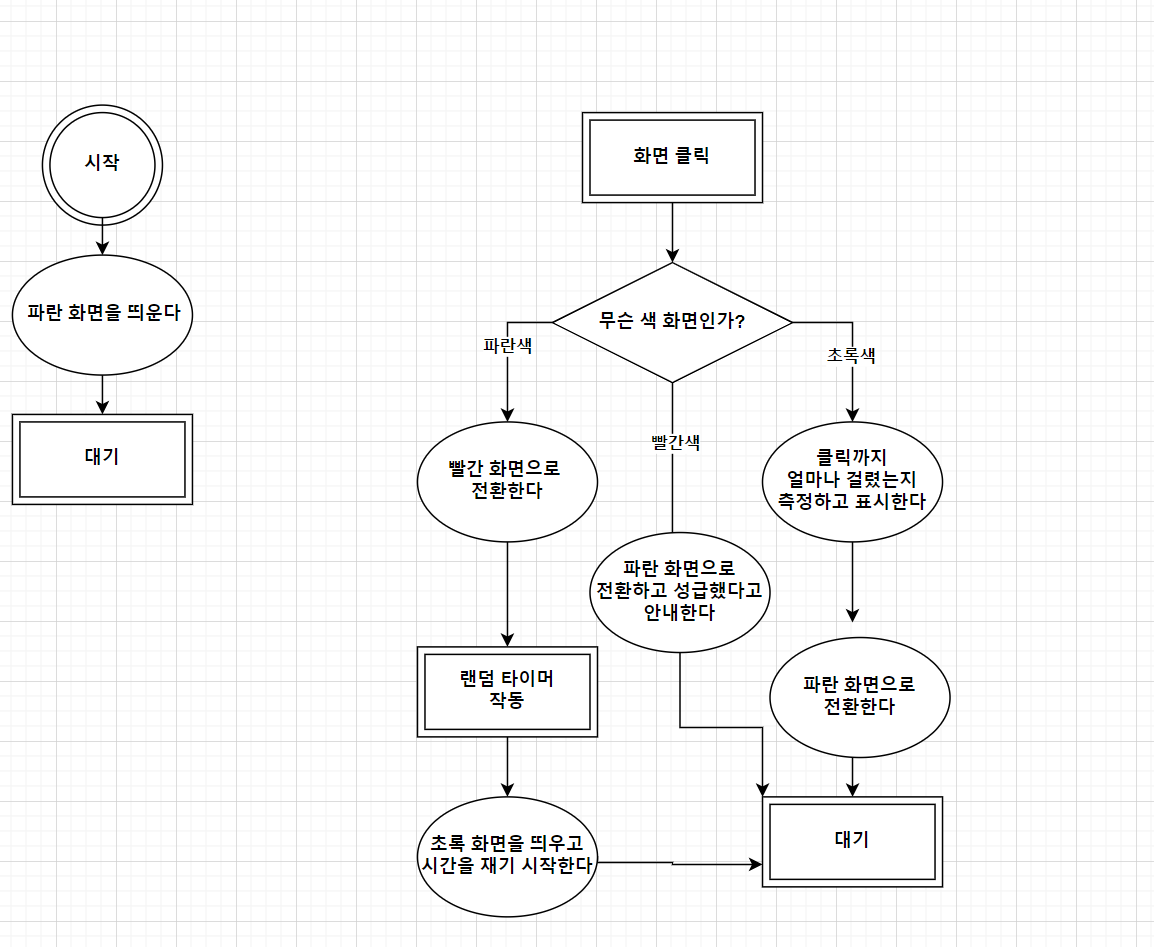 시작
파란 화면을 띄운다
대기
화면 클릭
무슨 색 화면인가?
파란색
빨간색
초록색
빨간 화면으로
전환한다
랜덤 타이머
작동
초록 화면을 띄우고
시간을 재기 시작한다
파란 화면으로
전환하고 성급했다고
안내한다
클릭까지
얼마나 걸렸는지
측정하고 표시한다
파란 화면으로
전환한다
대기